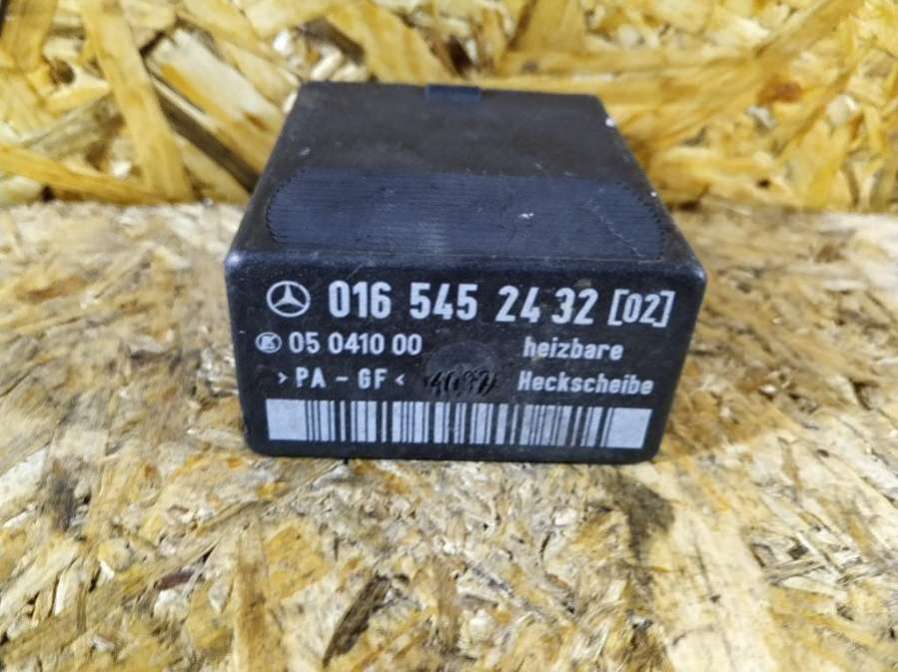 016 545 24 32 [02]
05 0410 00 heizbare
>PA - GF< Heckscheibe